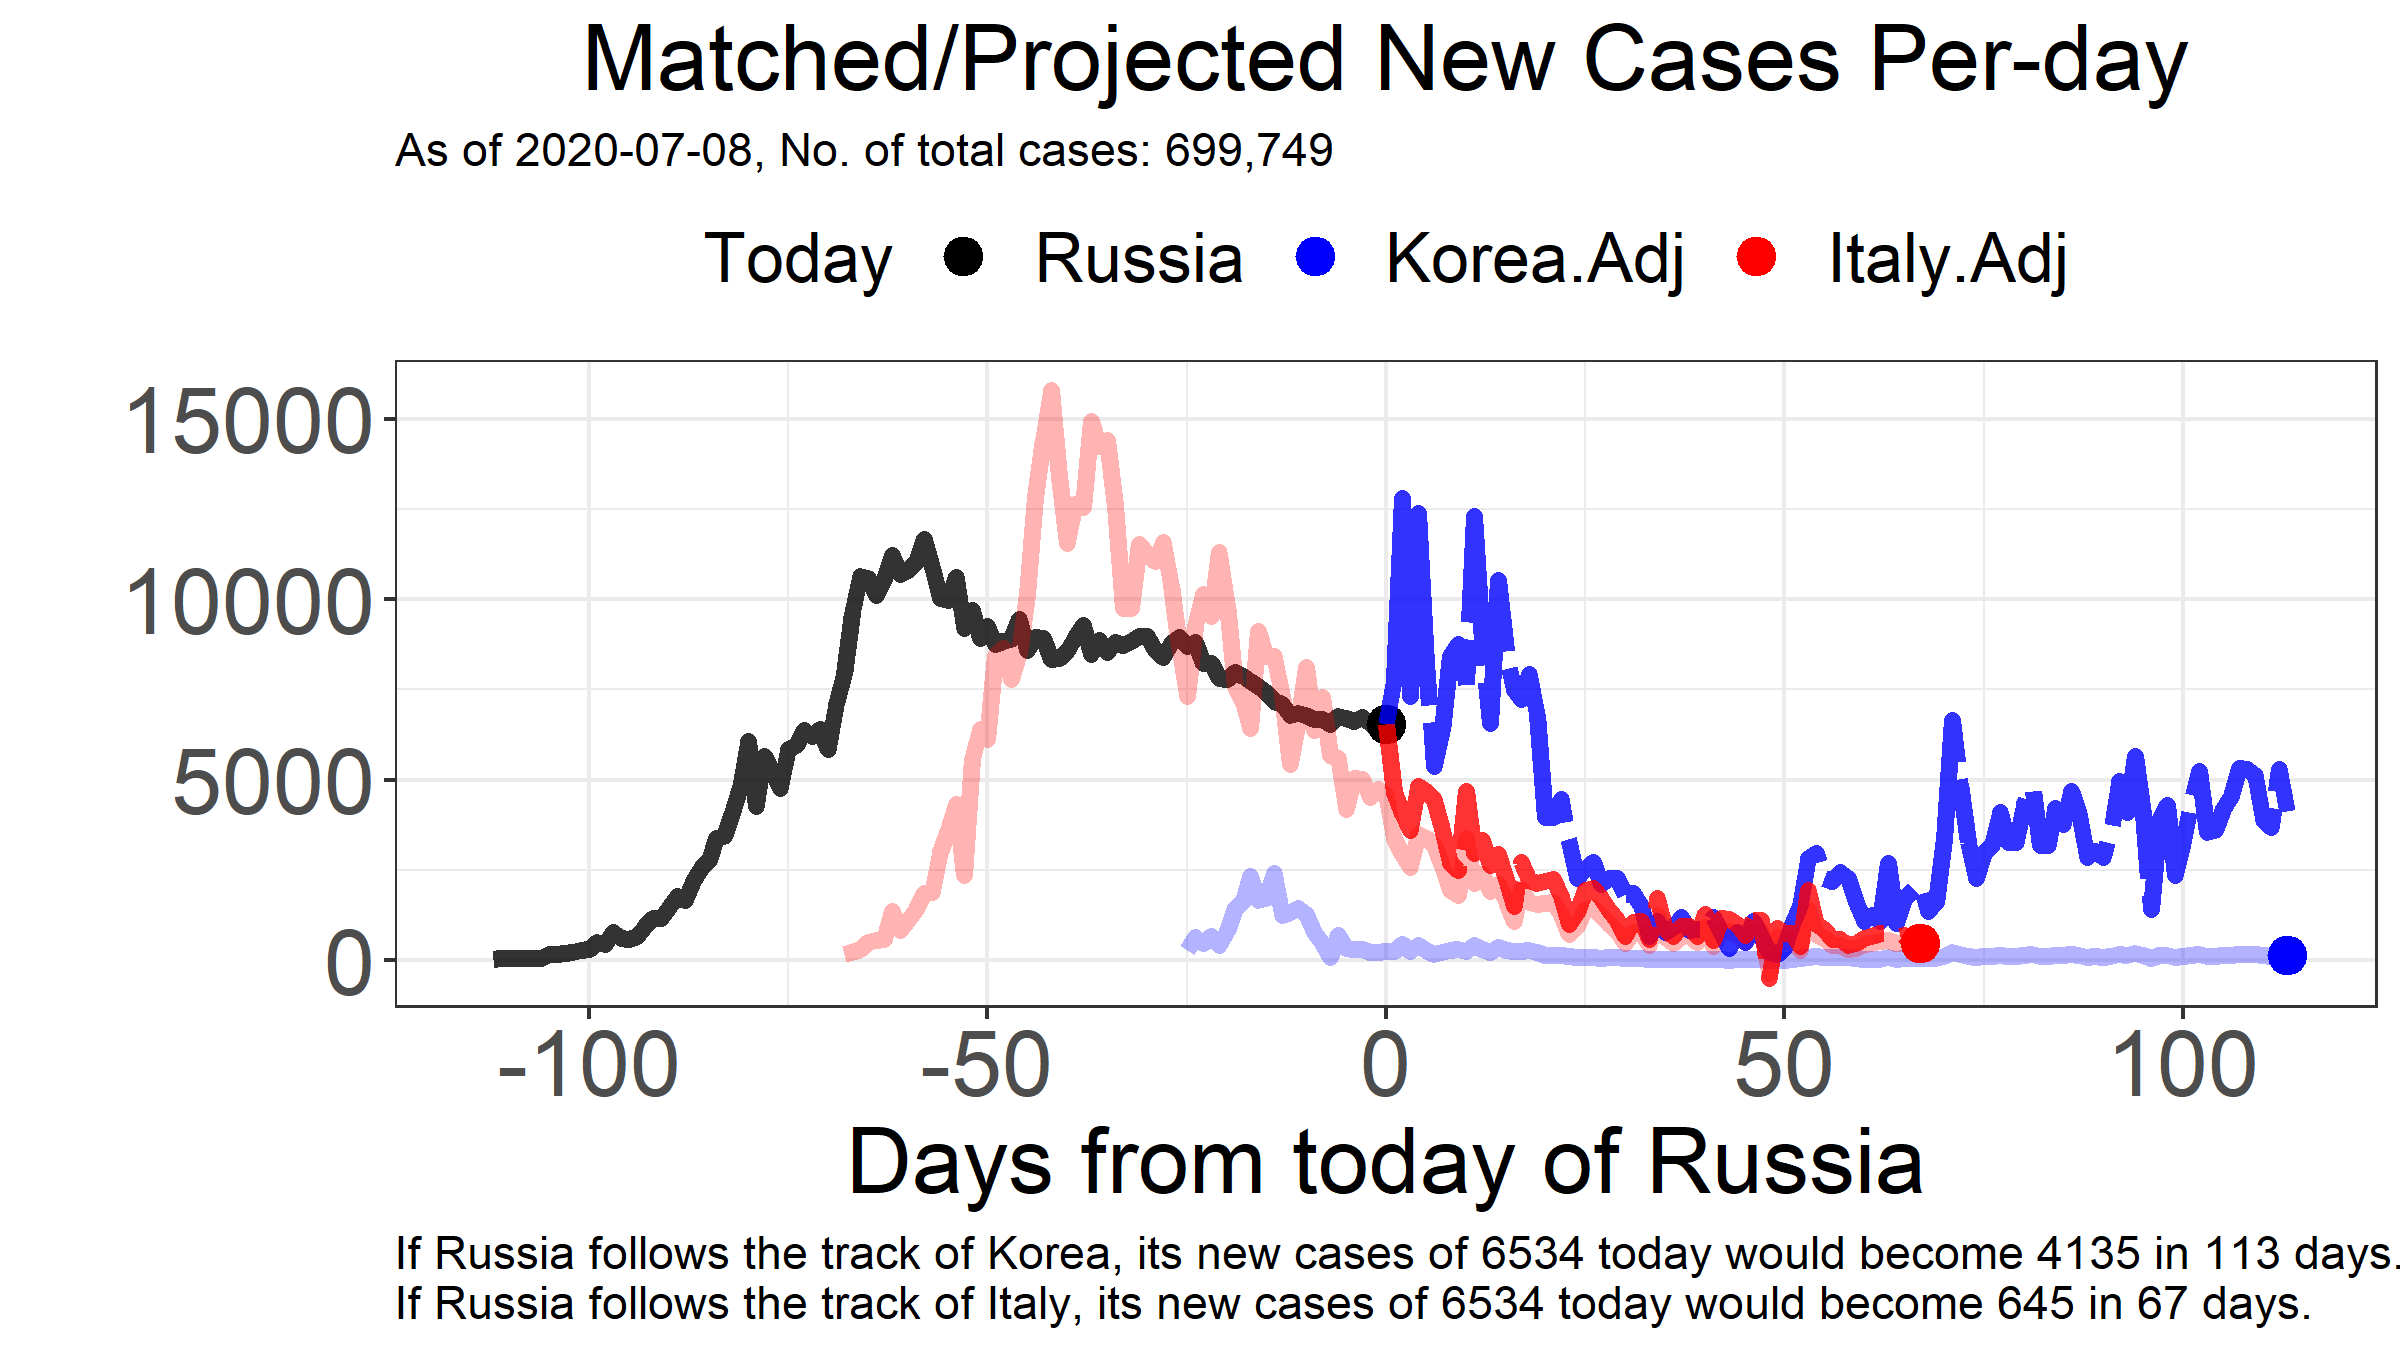 Matched/Projected New Cases Per-day
As of 2020-07-08, No. of total cases: 699,749
Today Russia Korea.Adj Italy.Adj
15000
10000
5000
0
-100 -50 0 50 100
Days from today of Russia
If Russia follows the track of Korea, its new cases of 6534 today would become 4135 in 113 days.
If Russia follows the track of Italy, its new cases of 6534 today would become 645 in 67 days.